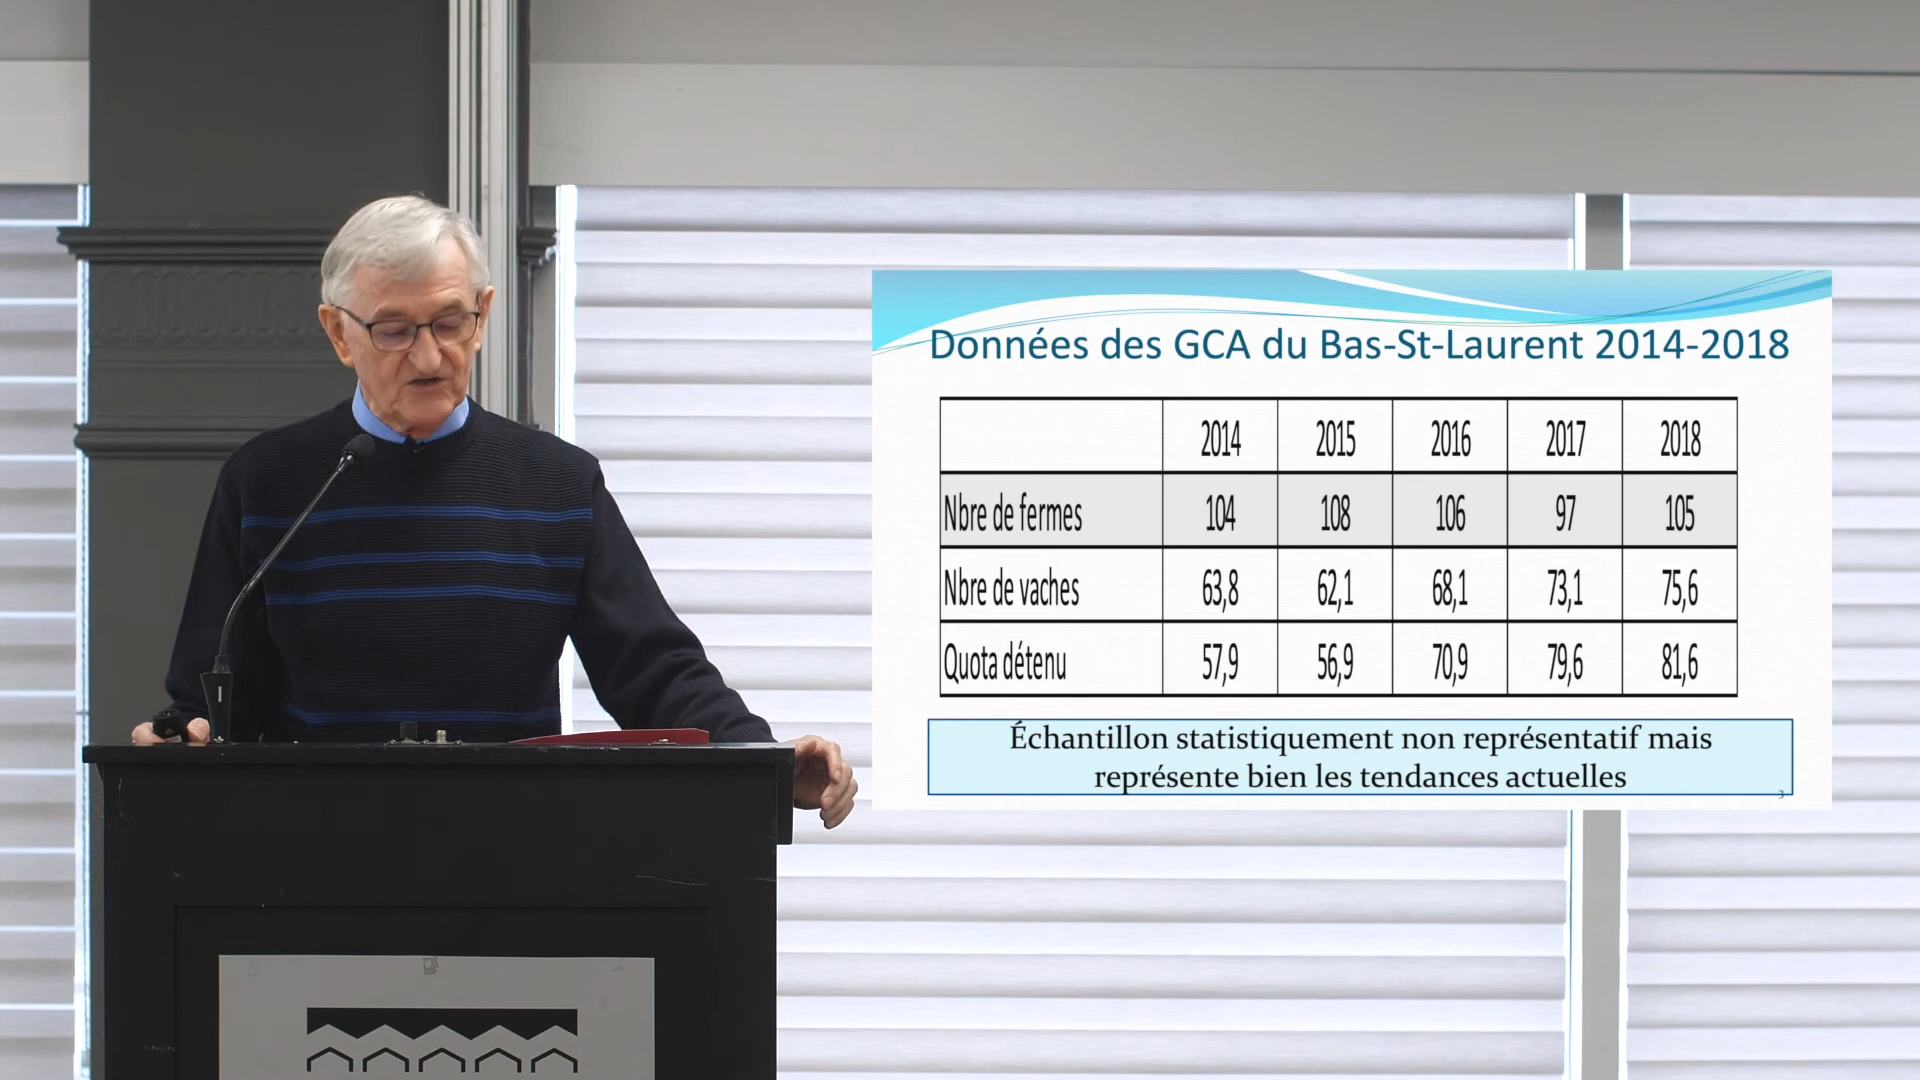 Données des GCA du Bas-St-Laurent 2014-2018
2014 2015 2016 2017 2018
Nbre de fermes 104 108 106 97 105
Nbre de vaches 63,8 62,1 68,1 73,1 75,6
Quota détenu 57,9 56,9 70,9 79,6 81,6
Échantillon statistiquement non représentatif mais
représente bien les tendances actuelles
3